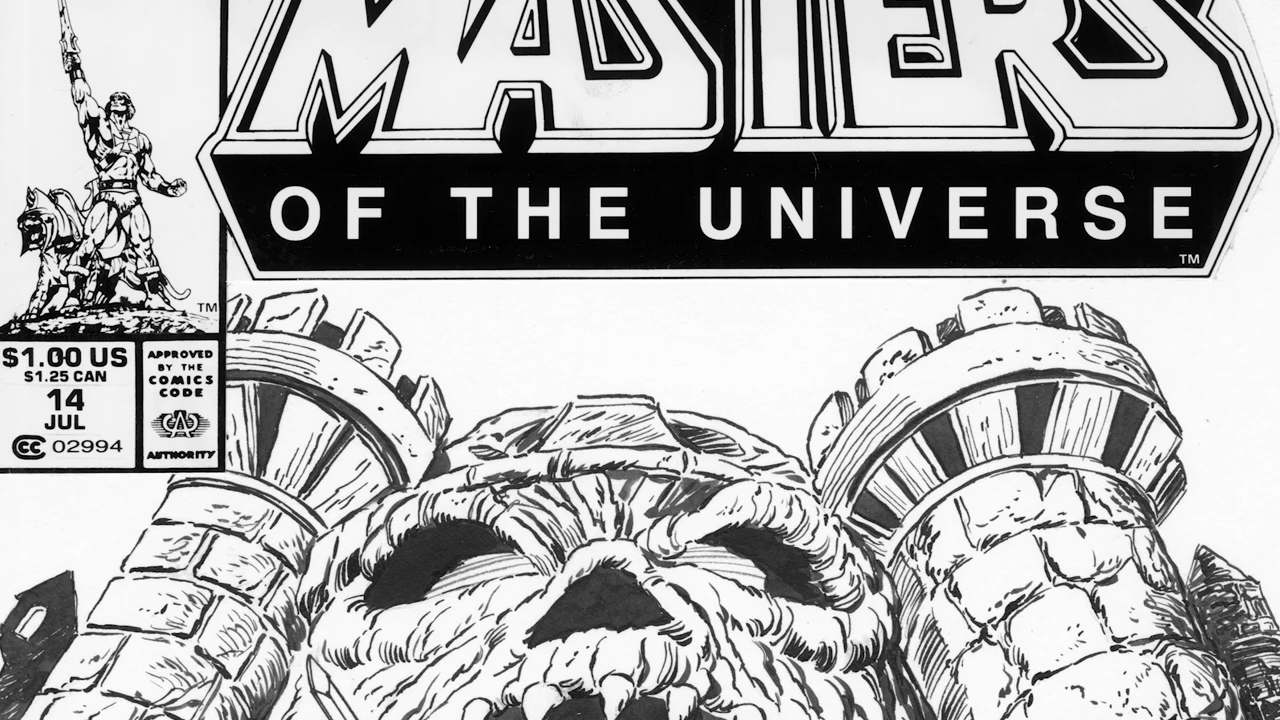 MASTERS
OF THE UNIVERSE
TM
TM
$1.00 US
$1.25 CAN
14
JUL
CC 02994
APPROVED
BY THE
COMICS
CODE
CA
AUTHORITY